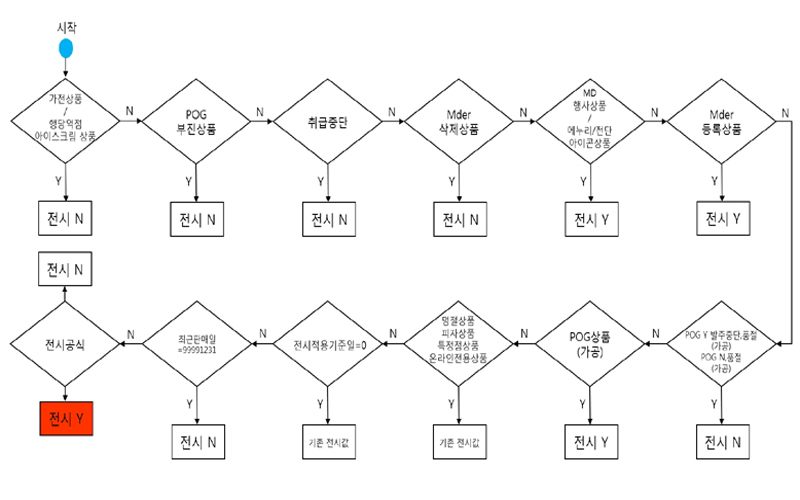 시작
가전상품
/
행당역점
아이스크림 상품
N
POG
부진상품
N
취급중단
N
Mder
삭제상품
N
MD
행사상품
/
에누리/전단
아이콘상품
N
Mder
등록상품
N
Y
Y
Y
Y
Y
Y
전시 N
전시 N
전시 N
전시 N
전시 Y
전시 Y
전시 N
전시공식
N
최근판매일
=99991231
N
전시적용기준일=0
N
명절상품
피자상품
특정점상품
온라인전용상품
N
POG상품
(가공)
N
POG Y 발주중단,품절
(가공)
POG N,품절
(가공)
Y
Y
Y
Y
Y
전시 Y
전시 N
기존 전시값
기존 전시값
전시 Y
전시 N